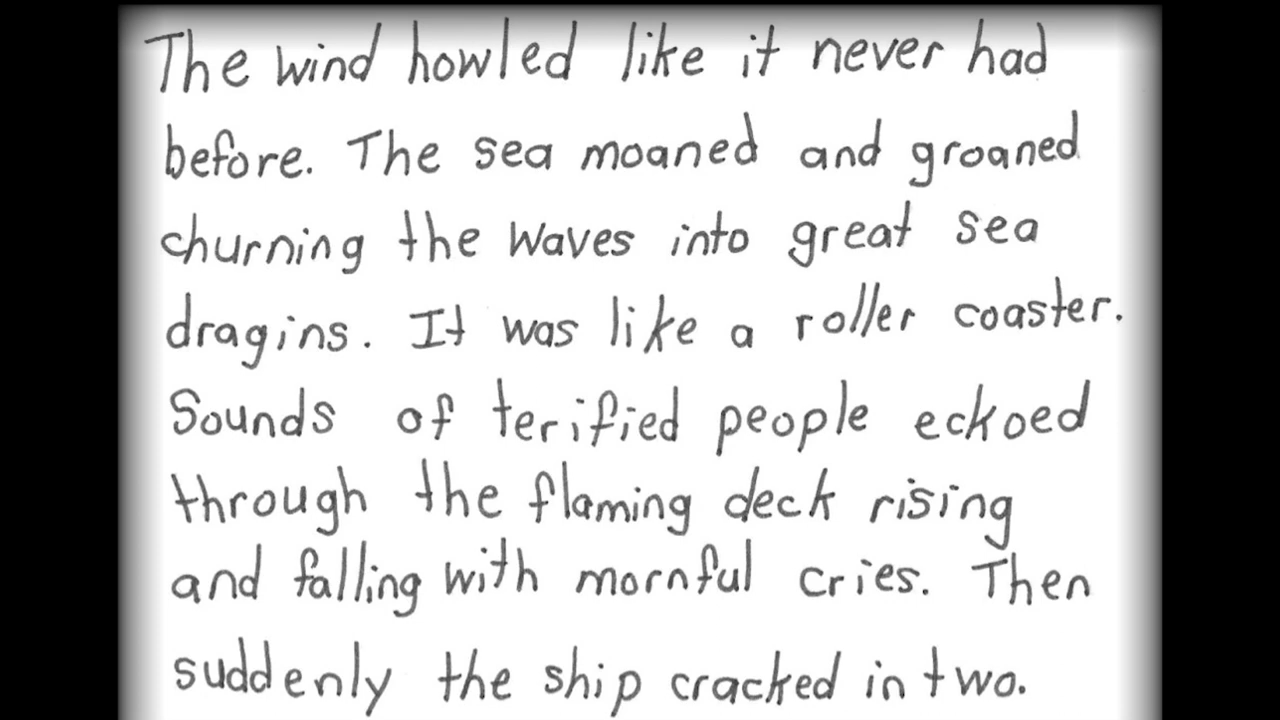 The wind howled like it never had
before. The sea moaned and groaned
churning the waves into great sea
dragins. It was like a roller coaster.
Sounds of terified people eckoed
through the flaming deck rising
and falling with mornful cries. Then
suddenly the ship cracked in two.